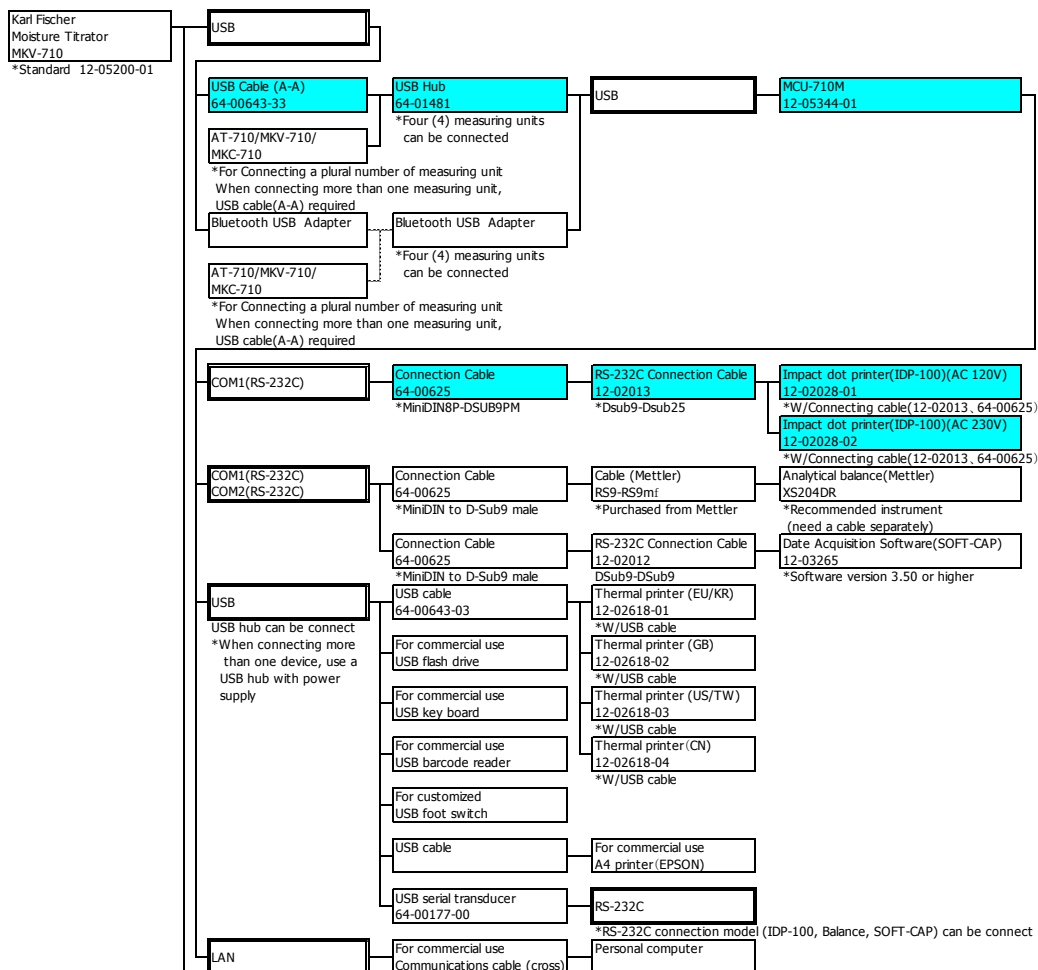 Karl Fischer
Moisture Titrator
MKV-710
*Standard 12-05200-01
USB
USB Cable (A-A)
64-00643-33
USB Hub
64-01481
*Four (4) measuring units
can be connected
USB
MCU-710M
12-05344-01
AT-710/MKV-710/
MKC-710
*For Connecting a plural number of measuring unit
When connecting more than one measuring unit,
USB cable(A-A) required
Bluetooth USB Adapter
Bluetooth USB Adapter
*Four (4) measuring units
can be connected
AT-710/MKV-710/
MKC-710
*For Connecting a plural number of measuring unit
When connecting more than one measuring unit,
USB cable(A-A) required
COM1(RS-232C)
Connection Cable
64-00625
*MiniDIN8P-DSUB9PM
RS-232C Connection Cable
12-02013
*Dsub9-Dsub25
Impact dot printer(IDP-100)(AC 120V)
12-02028-01
*W/Connecting cable(12-02013、64-00625)
Impact dot printer(IDP-100)(AC 230V)
12-02028-02
*W/Connecting cable(12-02013、64-00625)
COM1(RS-232C)
COM2(RS-232C)
Connection Cable
64-00625
*MiniDIN to D-Sub9 male
Cable (Mettler)
RS9-RS9mf
*Purchased from Mettler
Analytical balance(Mettler)
XS204DR
*Recommended instrument
(need a cable separately)
Connection Cable
64-00625
*MiniDIN to D-Sub9 male
RS-232C Connection Cable
12-02012
DSub9-DSub9
Date Acquisition Software(SOFT-CAP)
12-03265
*Software version 3.50 or higher
USB
USB hub can be connect
*When connecting more
than one device, use a
USB hub with power
supply
USB cable
64-00643-03
Thermal printer (EU/KR)
12-02618-01
*W/USB cable
For commercial use
USB flash drive
Thermal printer (GB)
12-02618-02
*W/USB cable
For commercial use
USB key board
Thermal printer (US/TW)
12-02618-03
*W/USB cable
For commercial use
USB barcode reader
Thermal printer(CN)
12-02618-04
*W/USB cable
For customized
USB foot switch
USB cable
For commercial use
A4 printer(EPSON)
USB serial transducer
64-00177-00
RS-232C
*RS-232C connection model (IDP-100, Balance, SOFT-CAP) can be connect
LAN
For commercial use
Communications cable (cross)
Personal computer